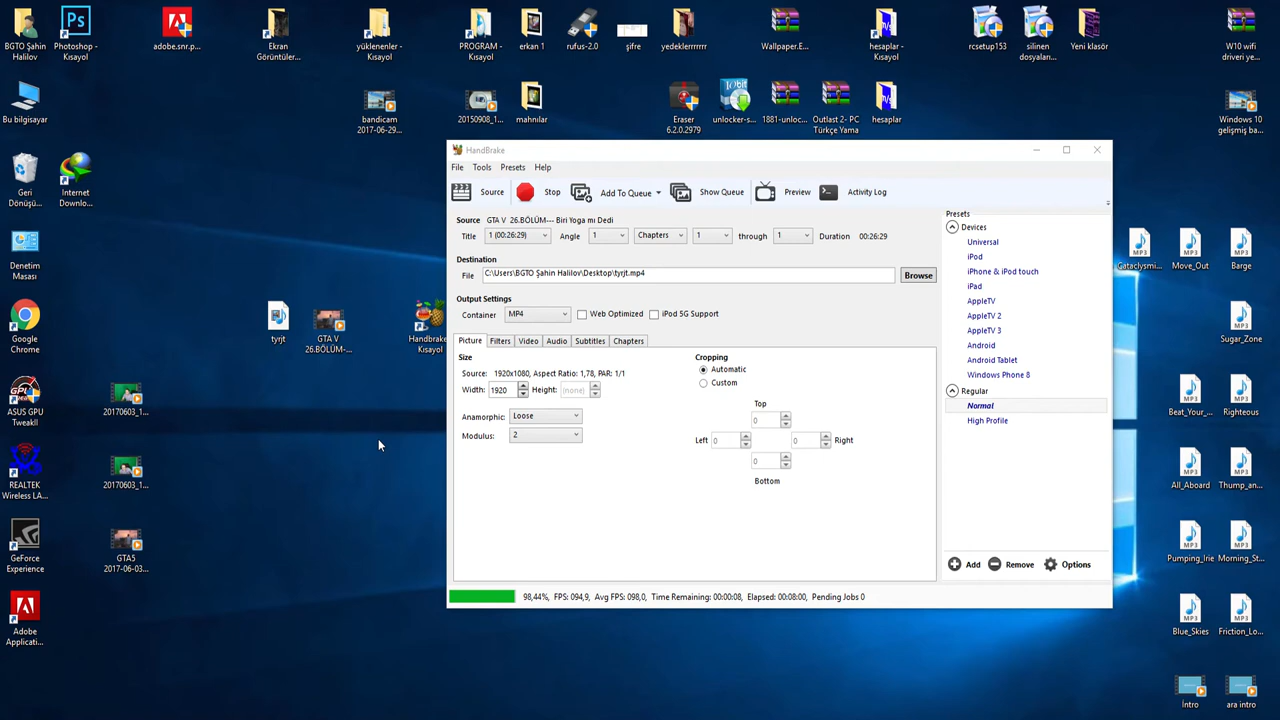 BGTO Şahin
Halilov
Photoshop -
Kısayol
adobe.snr.p...
Ekran
Görüntüler...
yüklenenler -
Kısayol
PROGRAM -
Kısayol
erkan 1
rufus-2.0
şifre
yedeklerrrrrr
Wallpaper.E...
hesaplar -
Kısayol
rcsetup153
silinen
dosyaları...
Yeni klasör
W10 wifi
driveri ye...
Bu bilgisayar
bandicam
2017-06-29...
20150908_1...
mahnılar
Eraser
6.2.0.2979
unlocker-s...
1881-unloc...
Outlast 2- PC
Türkçe Yama
hesaplar
Windows 10
gelişmiş ba...
Geri
Dönüşü...
Internet
Downlo...
Denetim
Masası
Google
Chrome
tyrjt
GTA V
26.BÖLÜM-...
Handbrake
Kısayol
ASUS GPU
TweakII
20170603_1...
REALTEK
Wireless LA...
20170603_1...
GeForce
Experience
GTA5
2017-06-03...
Adobe
Applicati...
HandBrake
File Tools Presets Help
Source Stop Add To Queue Show Queue Preview Activity Log
Source GTA V 26.BÖLÜM--- Biri Yoga mı Dedi
Title 1 (00:26:29) Angle 1 Chapters 1 through 1 Duration 00:26:29
Destination
File C:\Users\BGTO Şahin Halilov\Desktop\tyrjt.mp4 Browse
Output Settings
Container MP4 Web Optimized iPod 5G Support
Picture Filters Video Audio Subtitles Chapters
Size
Source: 1920x1080, Aspect Ratio: 1,78, PAR: 1/1
Width: 1920 Height: (none)
Anamorphic: Loose
Modulus: 2
Cropping
Automatic
Custom
Top
0
Left 0 0 Right
0
Bottom
Presets
Devices
Universal
iPod
iPhone & iPod touch
iPad
AppleTV
AppleTV 2
AppleTV 3
Android
Android Tablet
Windows Phone 8
Regular
Normal
High Profile
Add Remove Options
98,44%, FPS: 094,9, Avg FPS: 098,0, Time Remaining: 00:00:08, Elapsed: 00:08:00, Pending Jobs 0
Cataclysmi... Move_Out Barge
Sugar_Zone
Beat_Your_... Righteous
All_Aboard Thump_an...
Pumping_Irie Morning_St...
Blue_Skies Friction_Lo...
Intro ara intro